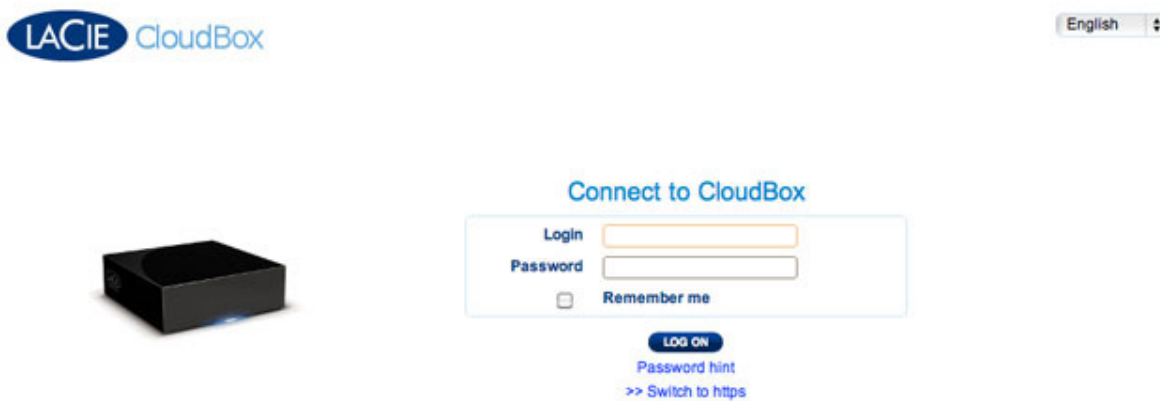 LACIE CloudBox
English
Connect to CloudBox
Login
Password
Remember me
LOG ON
Password hint
>> Switch to https